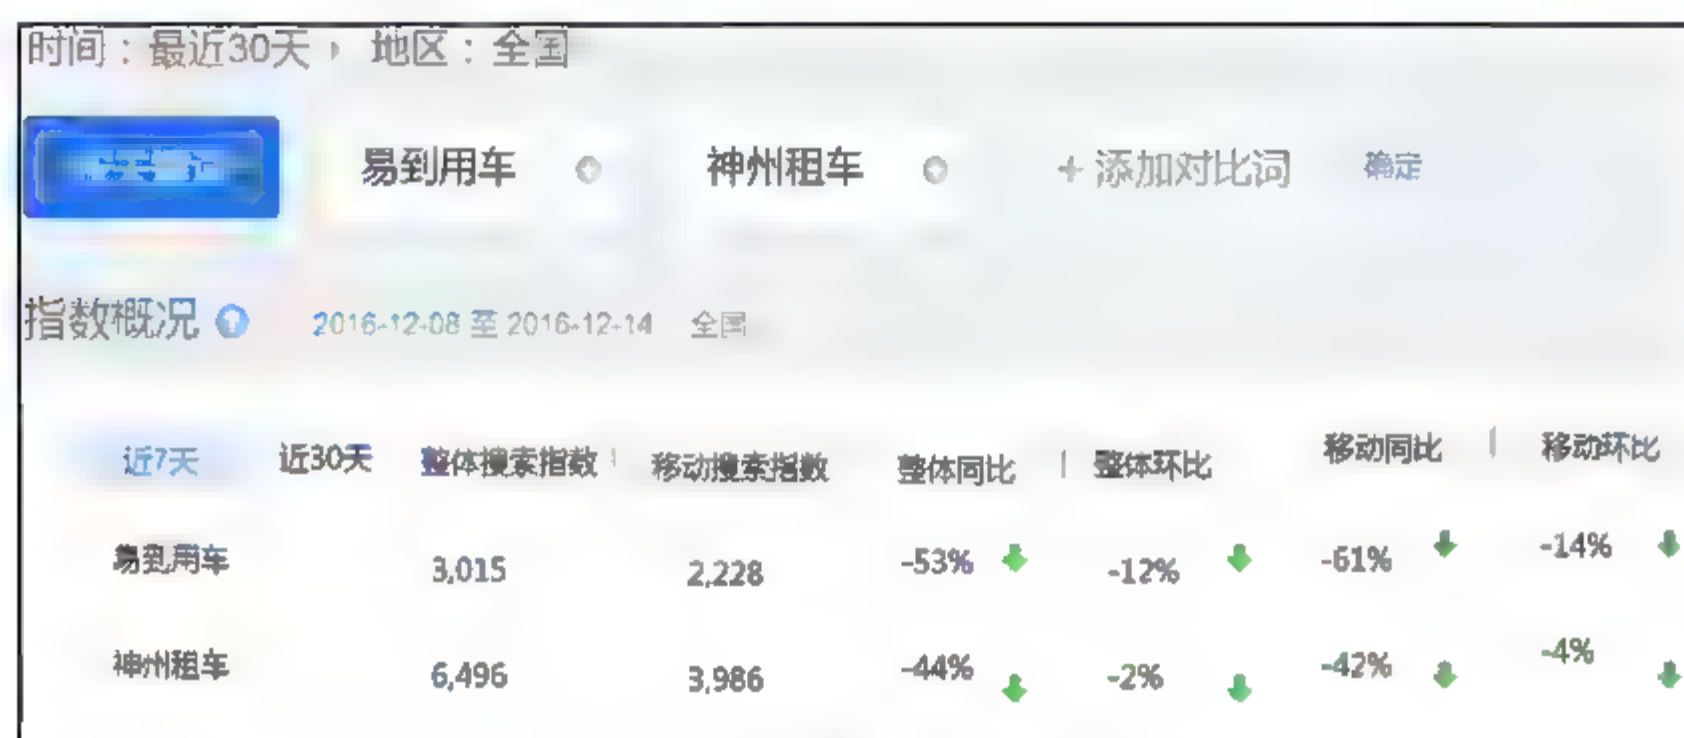 时间：最近30天 地区：全国
易到用车 神州租车 + 添加对比词 确定
指数概况 2016-12-08 至 2016-12-14 全国
近7天 近30天 整体搜索指数 移动搜索指数 整体同比 | 整体环比 移动同比 | 移动环比
易到用车 3,015 2,228 -53% -12% -61% -14%
神州租车 6,496 3,986 -44% -2% -42% -4%